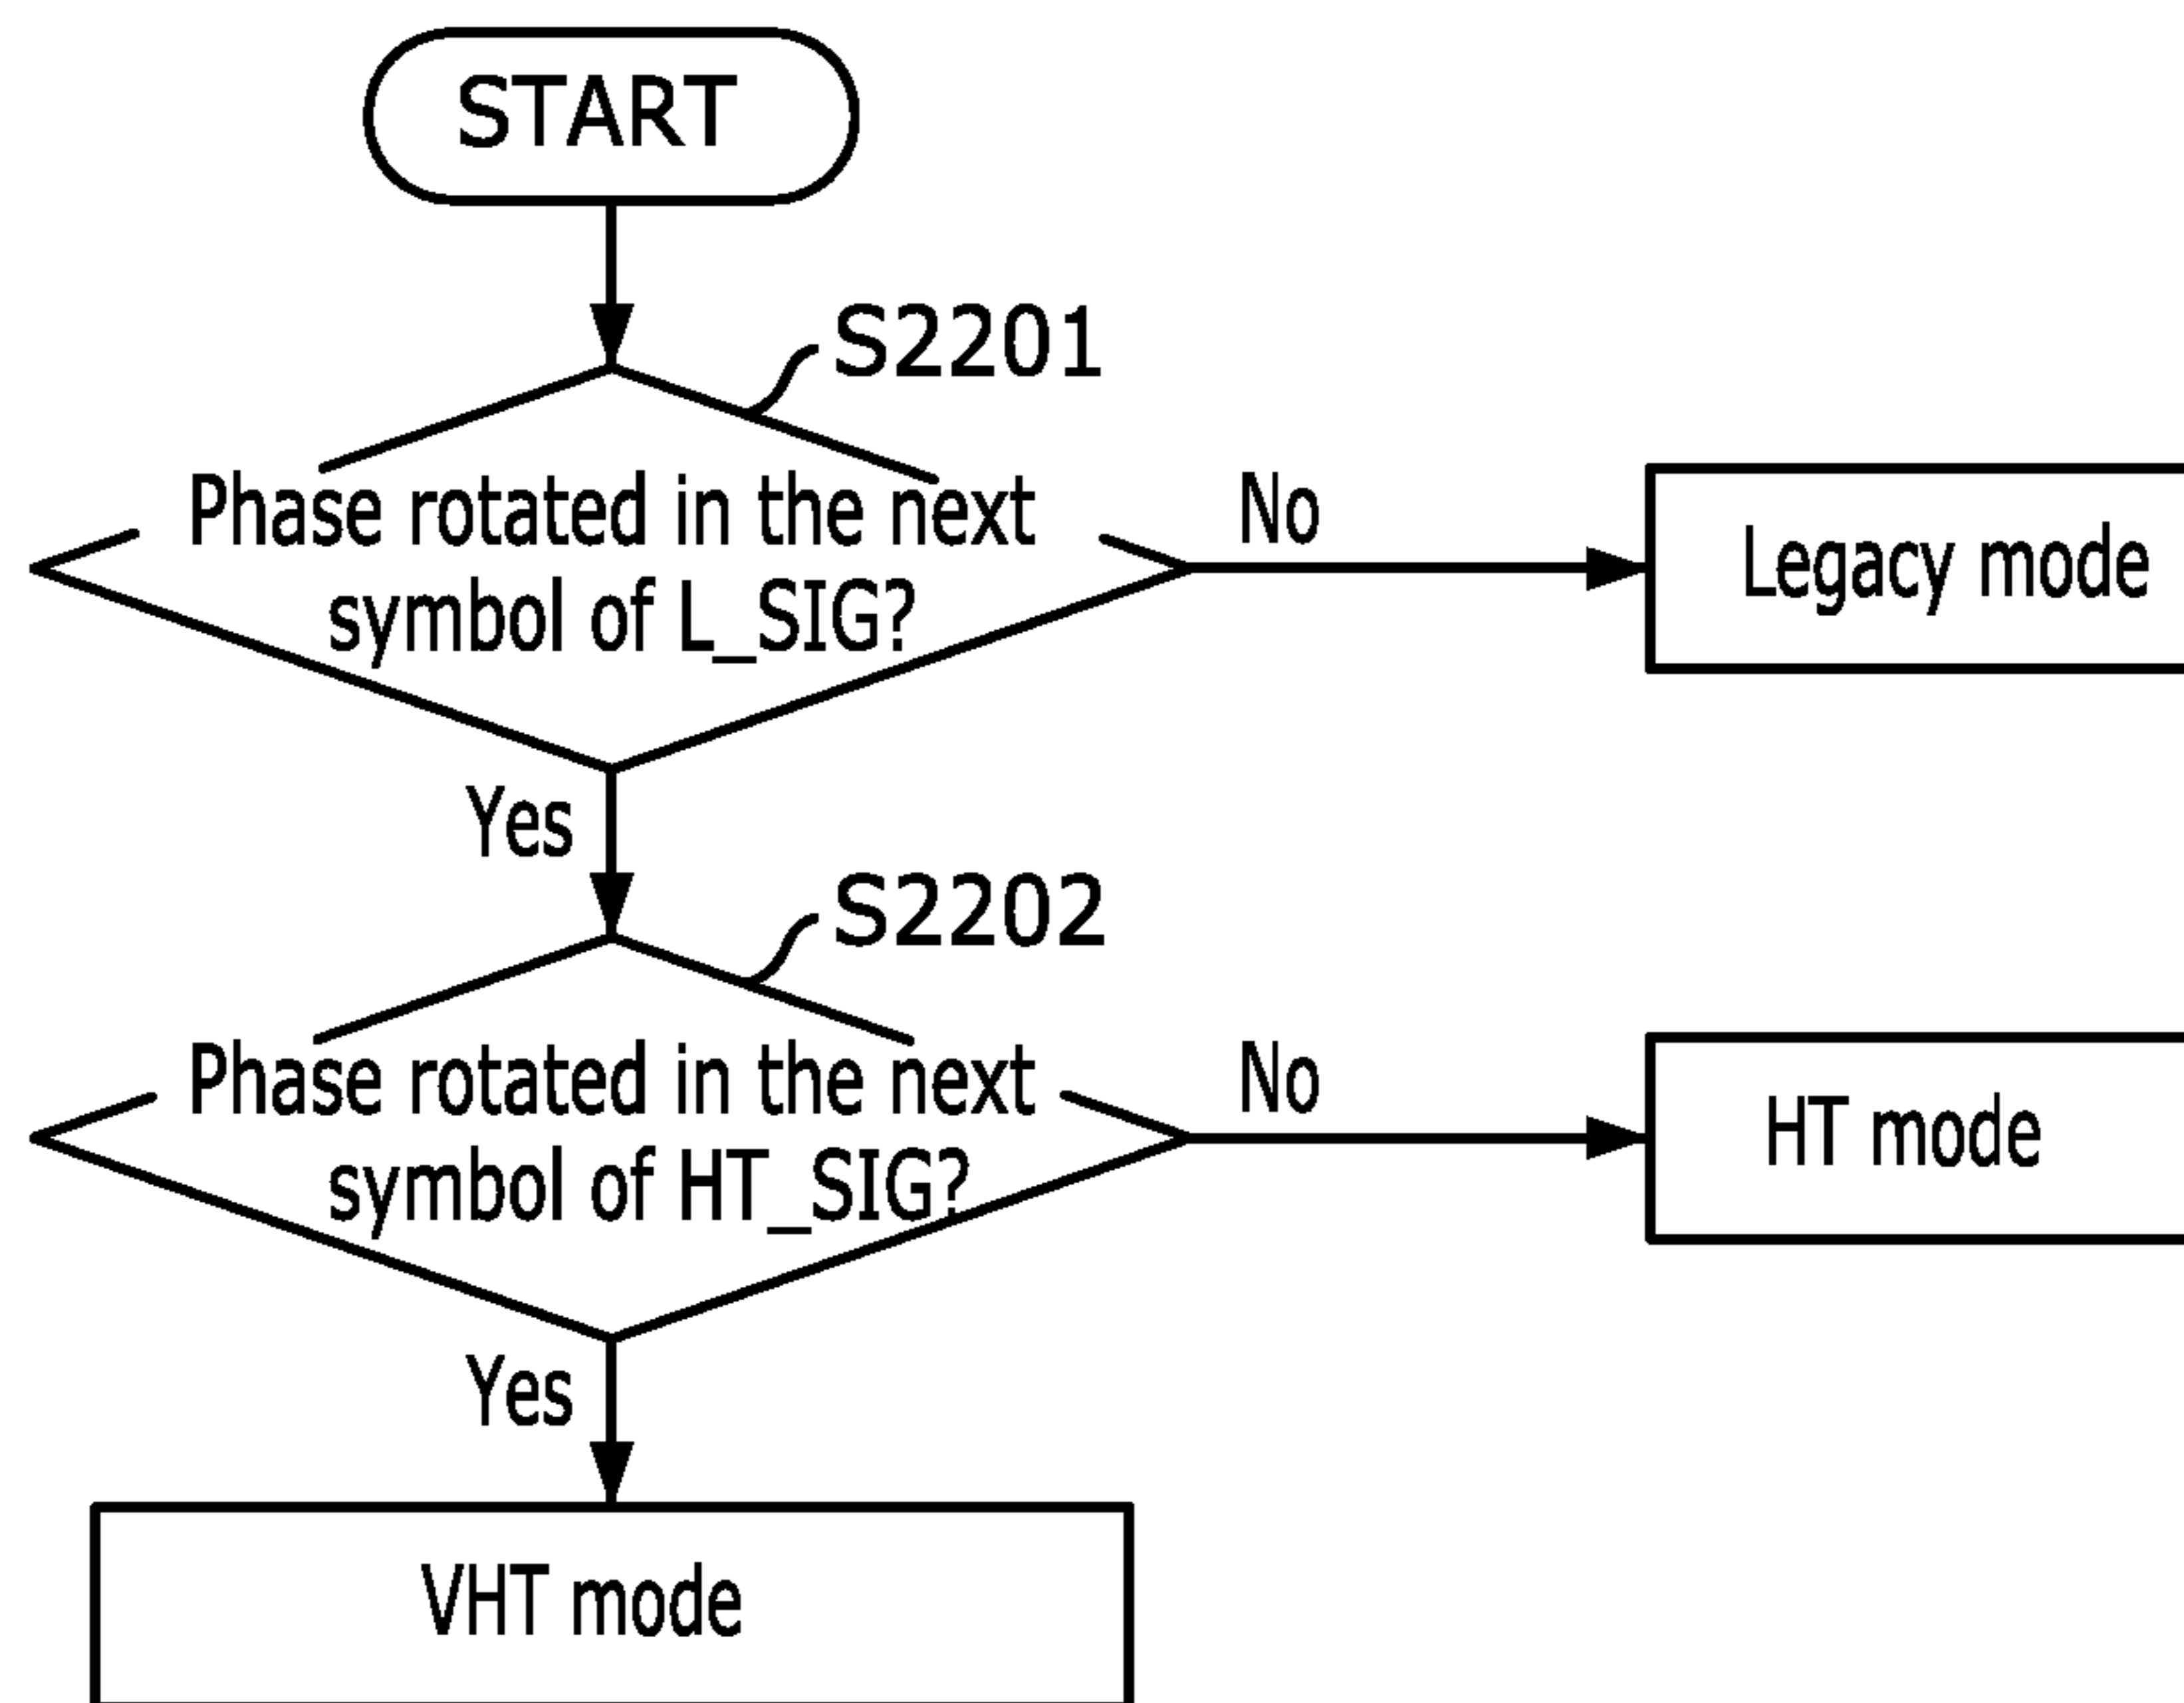 START
S2201
Phase rotated in the next
symbol of L_SIG?
No
Legacy mode
Yes
S2202
Phase rotated in the next
symbol of HT_SIG?
No
HT mode
Yes
VHT mode